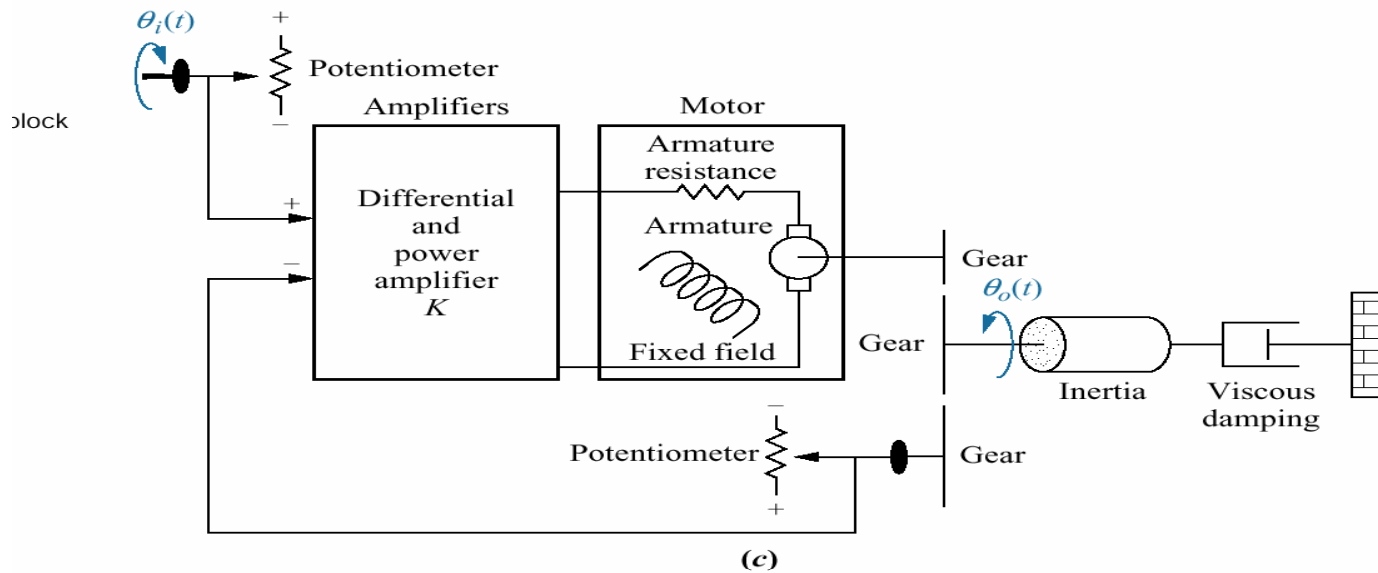 θi(t)
+
Potentiometer
−
Amplifiers
Motor
Armature
resistance
+
Differential
and
power
amplifier
K
−
Armature
Fixed field
Gear
θo(t)
Gear
Inertia
Viscous
damping
−
Potentiometer
+
Gear
(c)